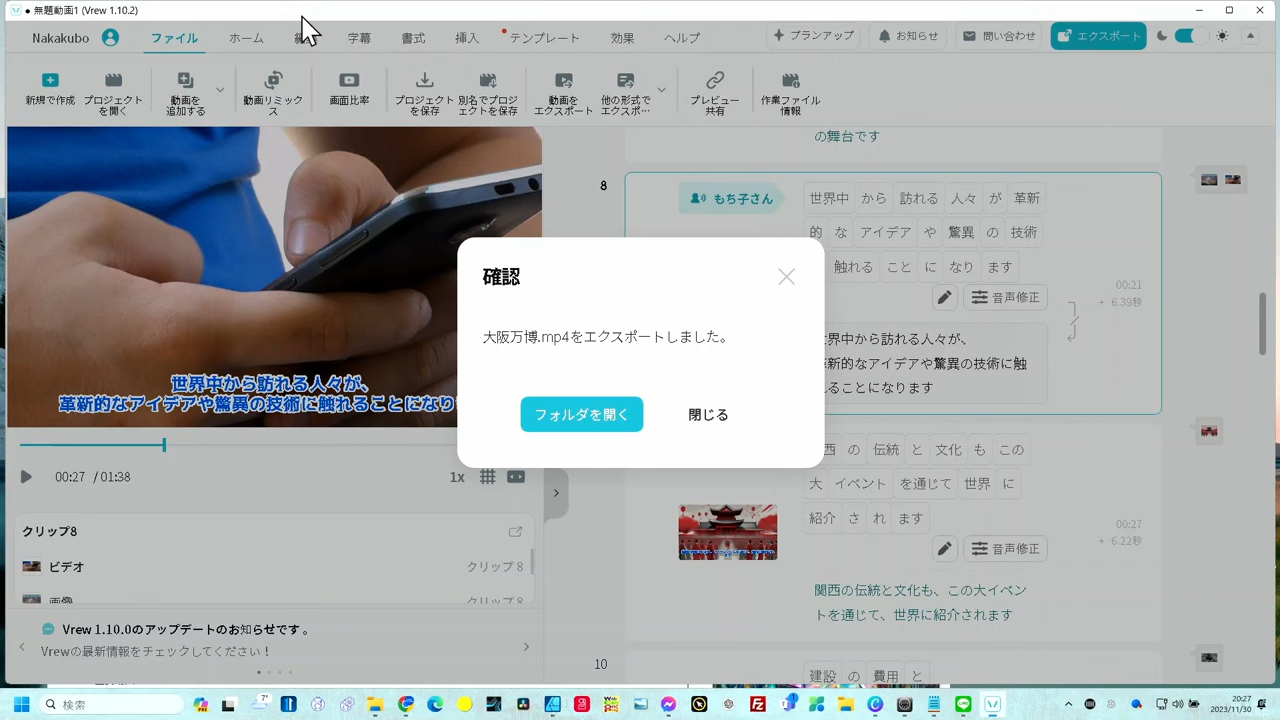 ● 無題動画1 (Vrew 1.10.2)
Nakakubo
ファイル
ホーム
字幕
書式
挿入
テンプレート
効果
ヘルプ
プランアップ
お知らせ
問い合わせ
エクスポート
新規で作成
プロジェクト
を開く
動画を
追加する
動画リミック
ス
画面比率
プロジェクト
を保存
別名でプロジ
ェクトを保存
動画を
エクスポート
他の形式で
エクスポ…
プレビュー
共有
作業ファイル
情報
世界中から訪れる人々が、
革新的なアイデアや驚異の技術に触れることになり
00:27 / 01:38
1x
クリップ8
ビデオ
クリップ 8
画像
クリップ 8
Vrew 1.10.0のアップデートのお知らせです。
Vrewの最新情報をチェックしてください！
の舞台です
8
もち子さん
世界中 から 訪れる 人々 が 革新
的 な アイデア や 驚異 の 技術
触れる こと に なり ます
音声修正
00:21
+ 6.39秒
界中から訪れる人々が、
新的なアイデアや驚異の技術に触
ることになります
確認
大阪万博.mp4をエクスポートしました。
フォルダを開く
閉じる
西 の 伝統 と 文化 も この
大 イベント を通じて 世界 に
紹介 さ れ ます
音声修正
00:27
+ 6.22秒
関西の伝統と文化も、この大イベン
トを通じて、世界に紹介されます
10
建設 の 費用 と
検索
7°
20:27
2023/11/30